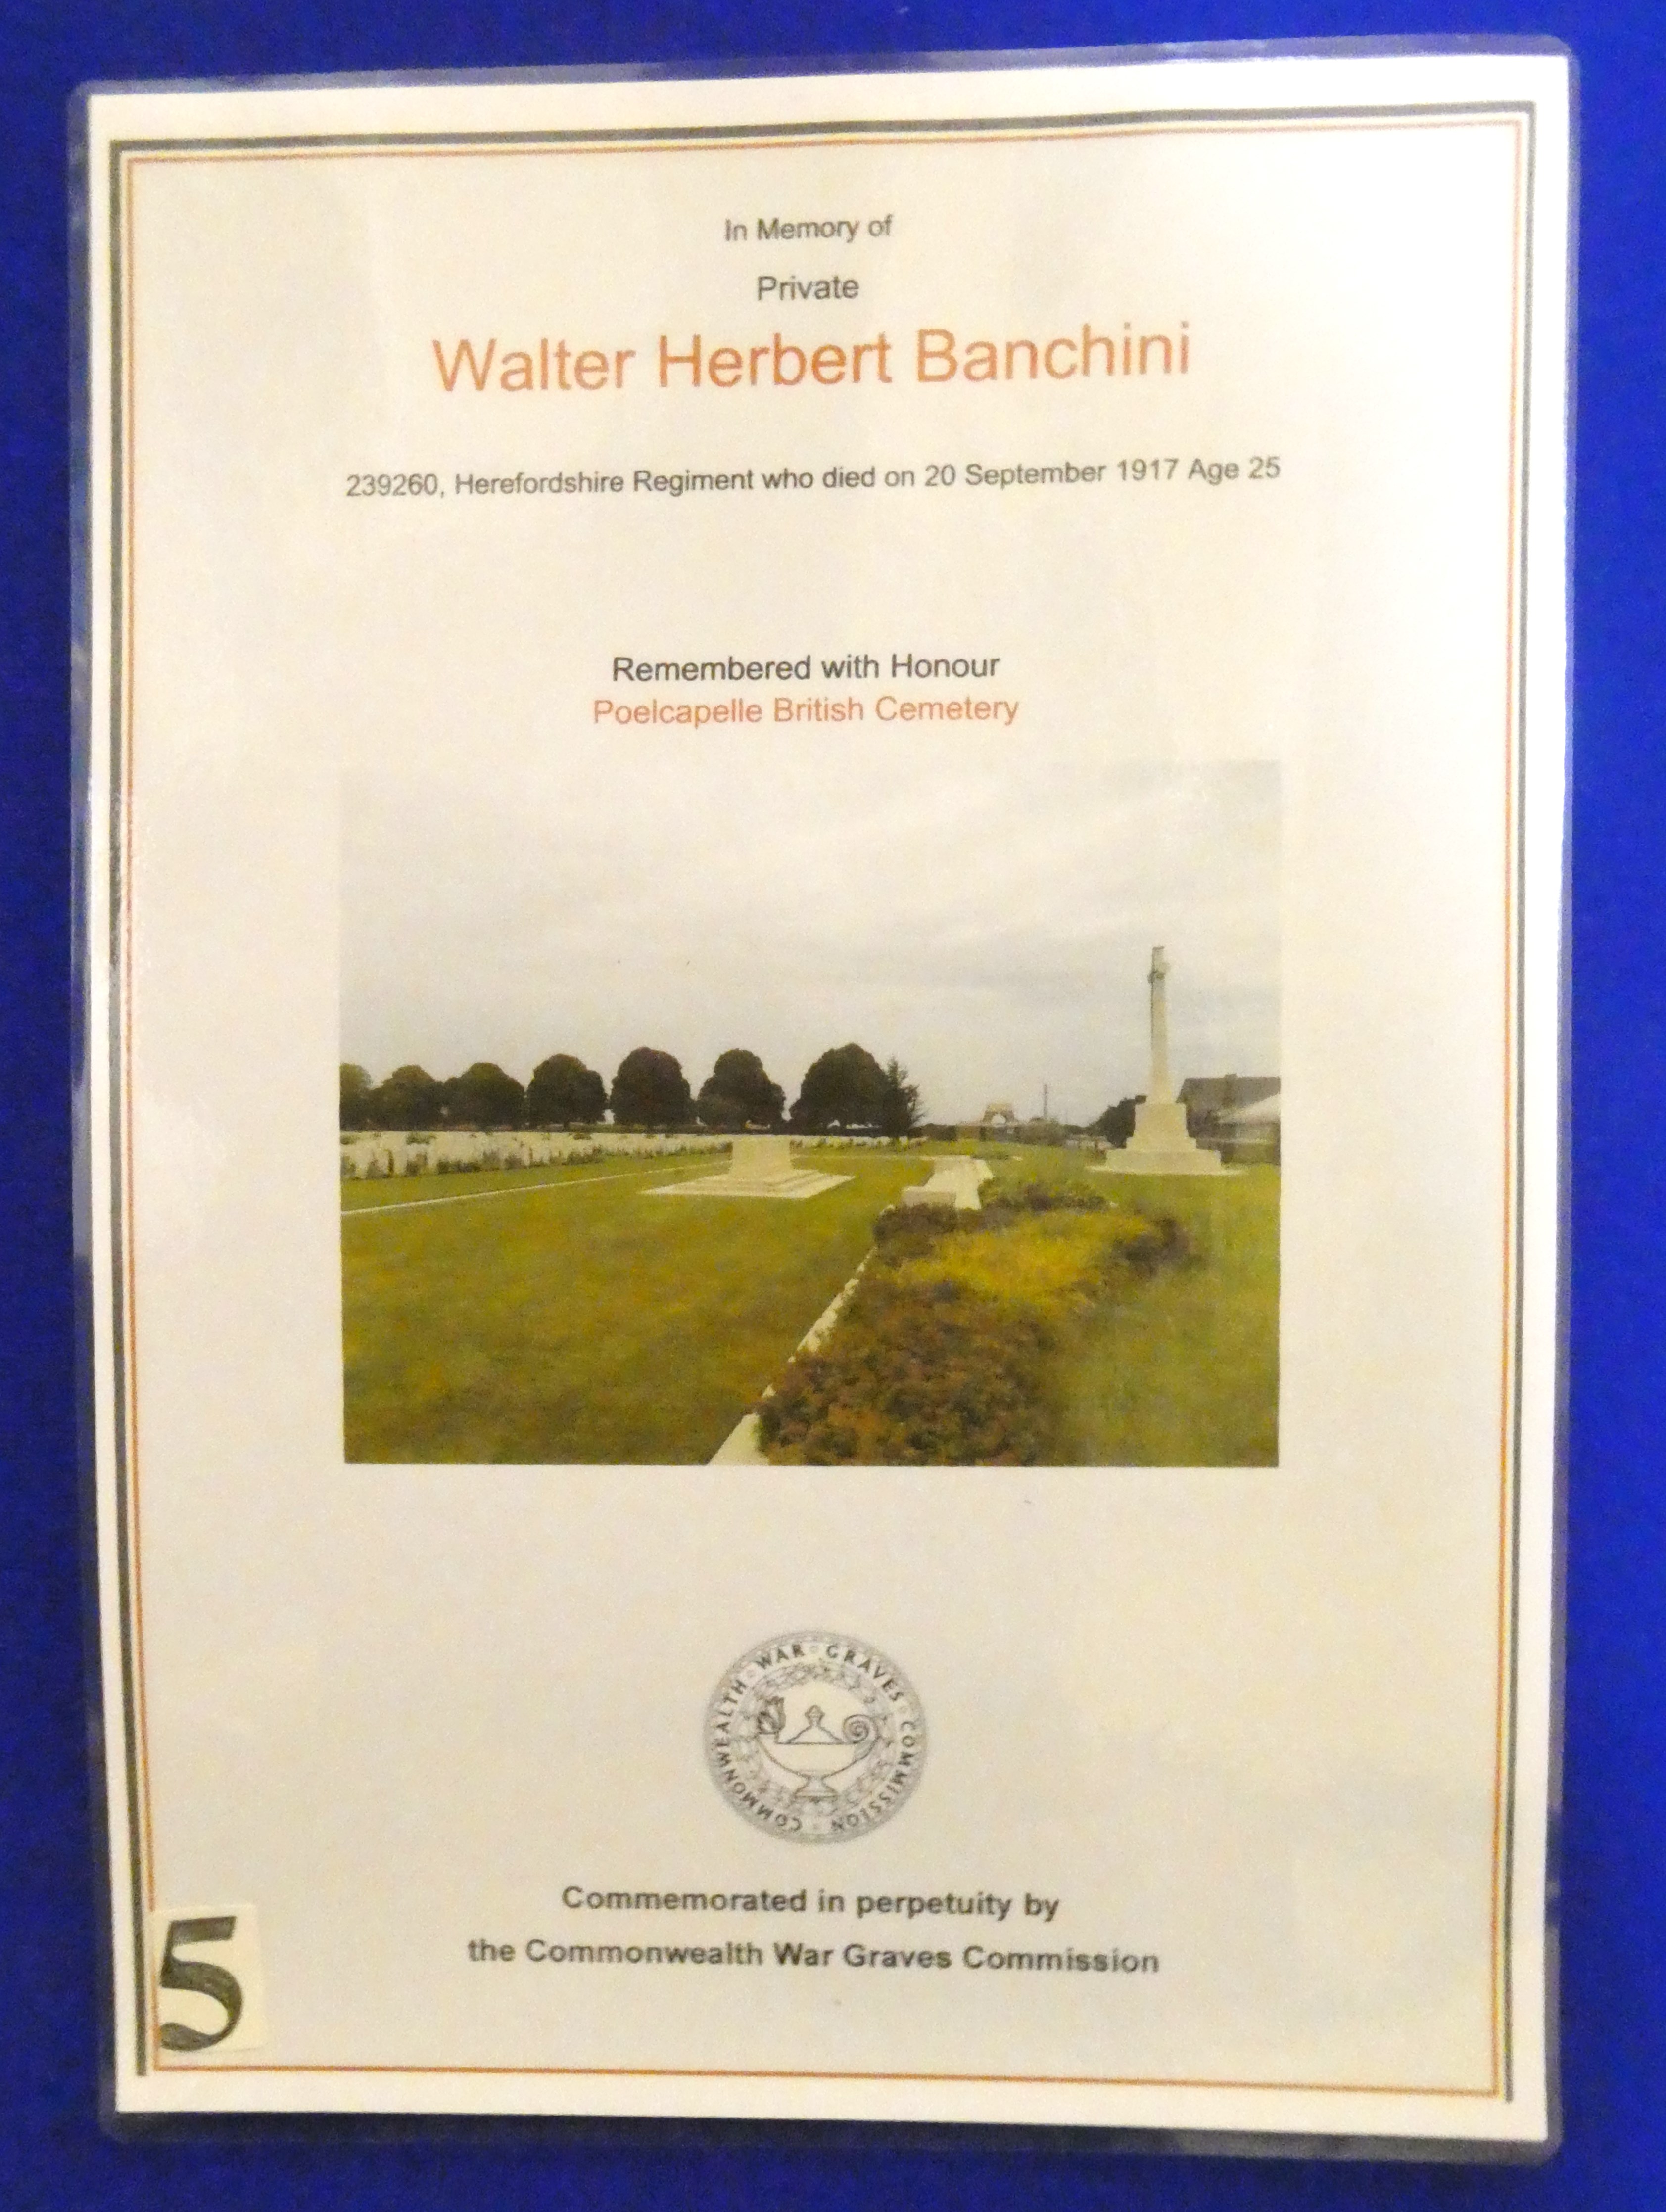 In Memory of
Private
Walter Herbert Banchini
239260, Herefordshire Regiment who died on 20 September 1917 Age 25
Remembered with Honour
Poelcapelle British Cemetery
COMMONWEALTH · WAR · GRAVES · COMMISSION ·
Commemorated in perpetuity by
the Commonwealth War Graves Commission
5